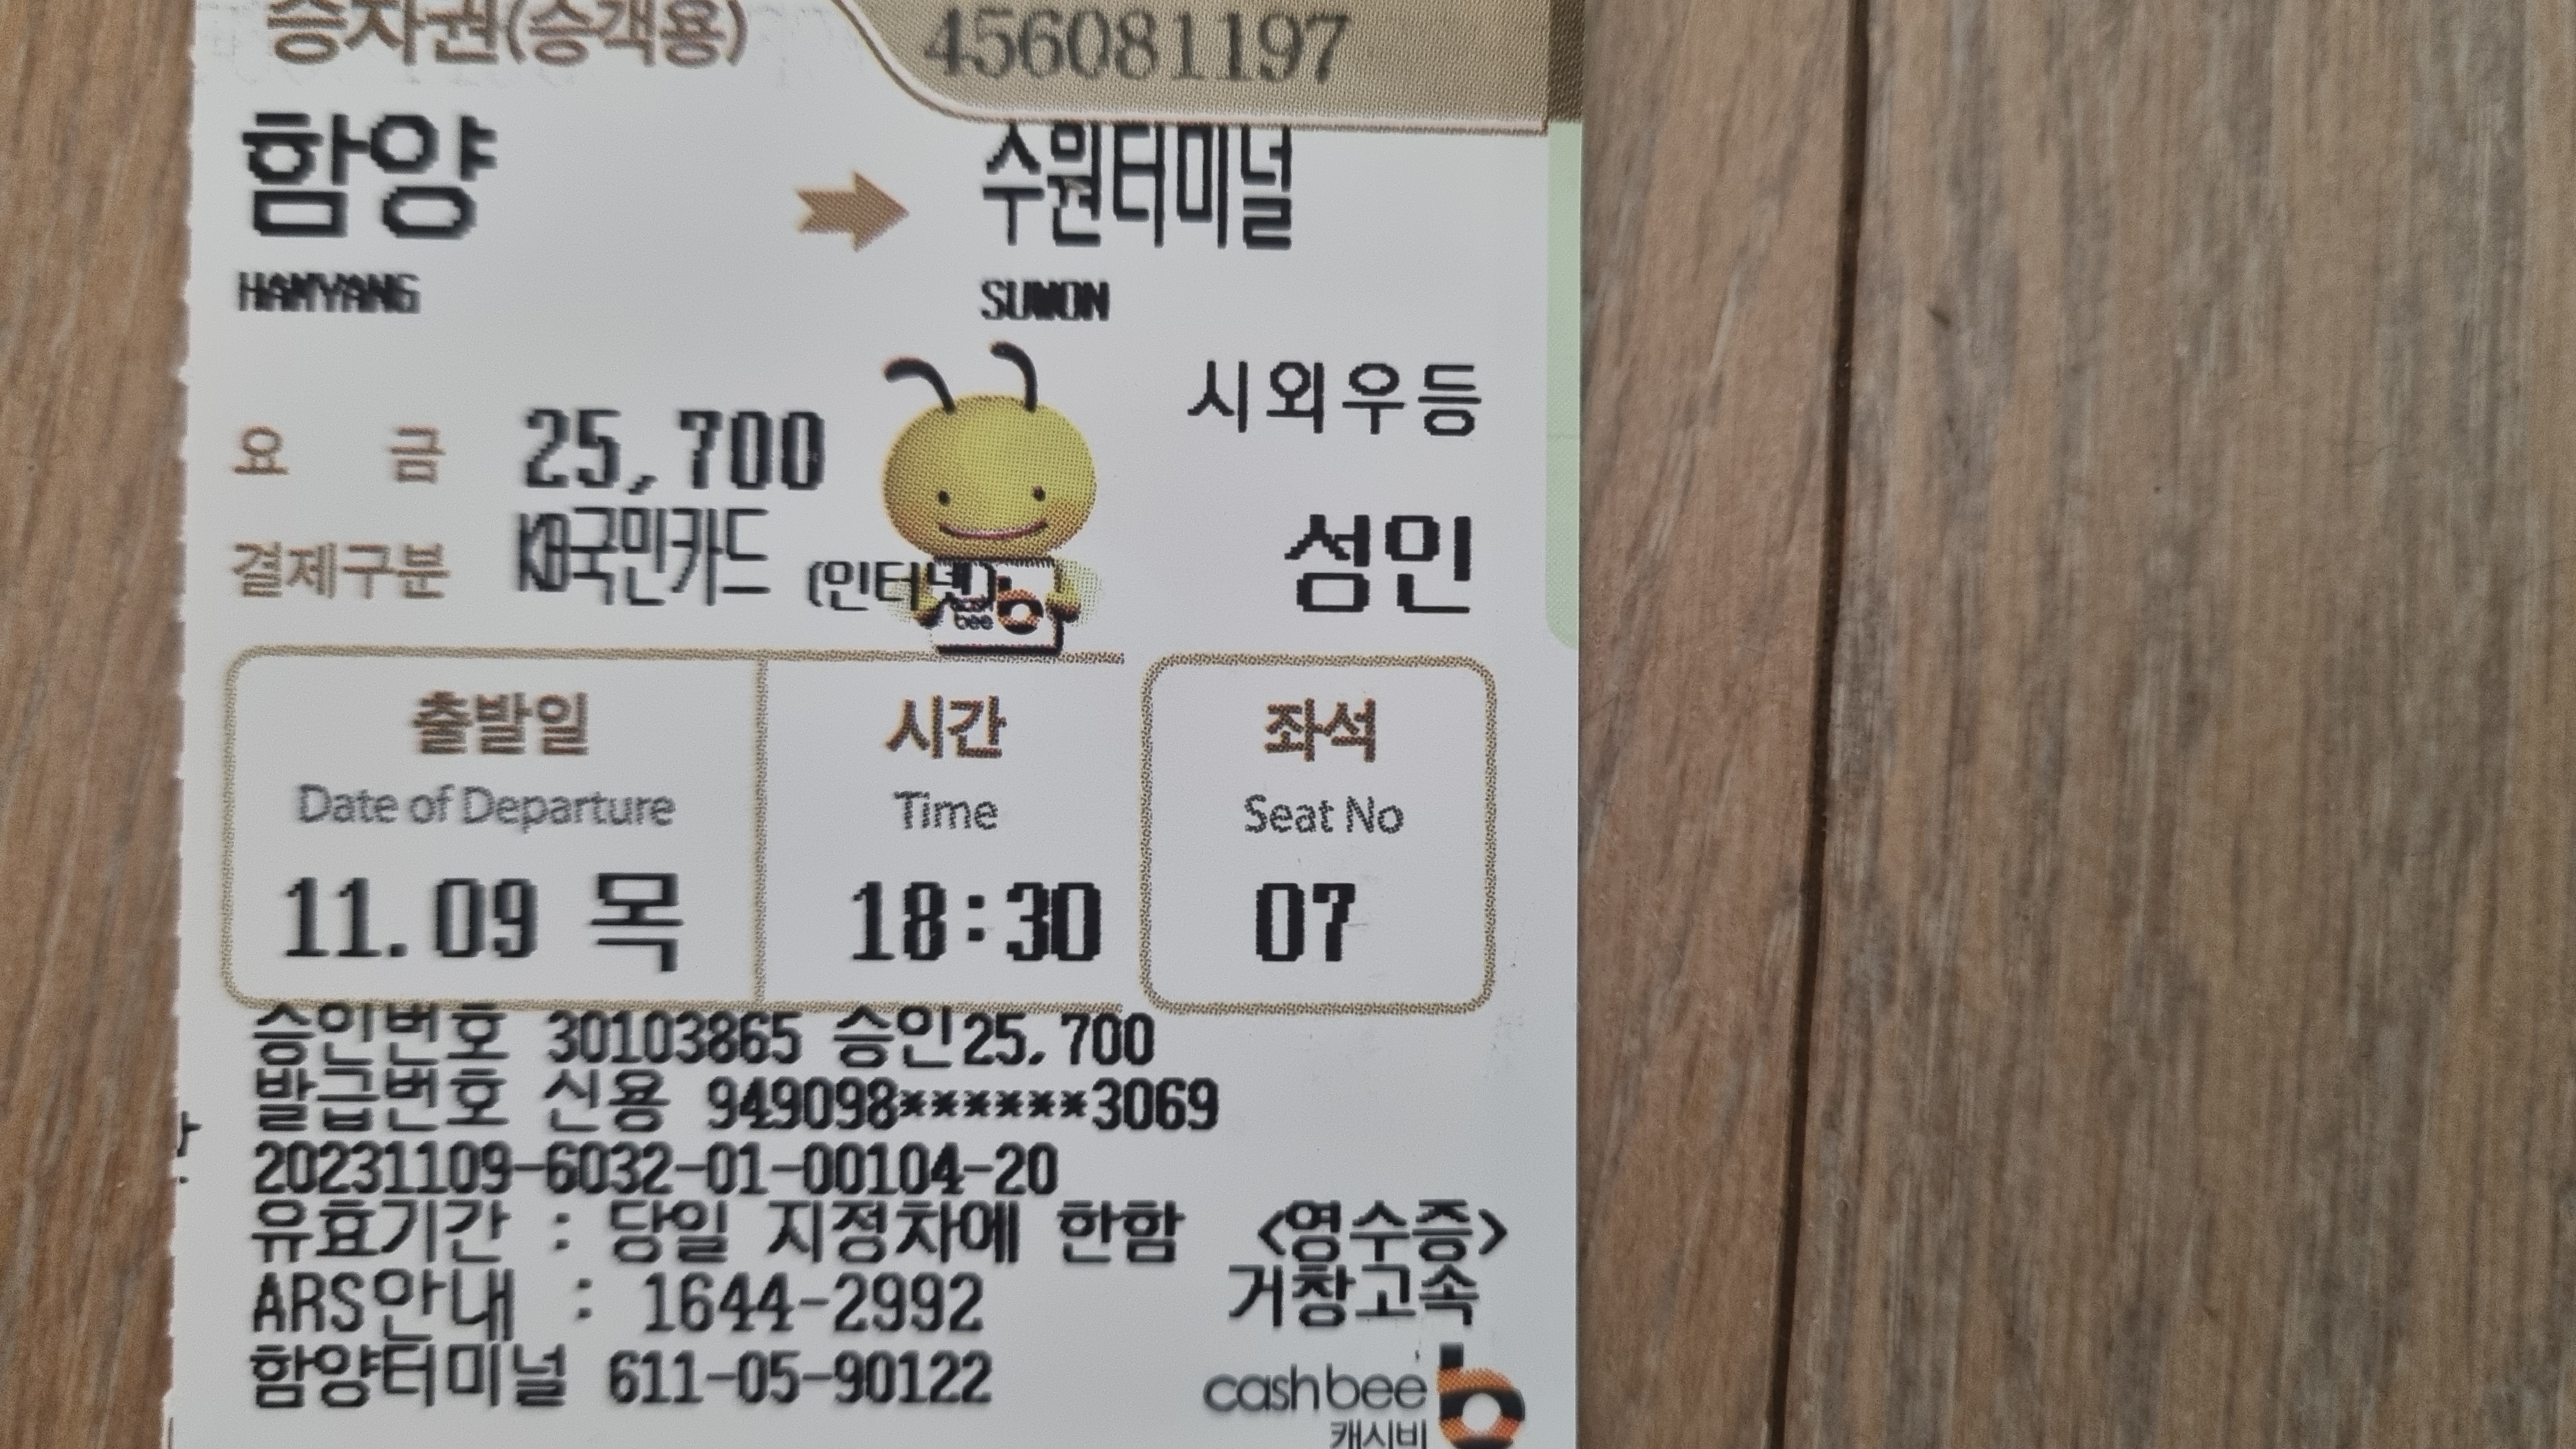 승차권(승객용) 456081197
함양 수원터미널
HAMYANG SUWON
시외우등
요 금 25,700
성인
결제구분 KB국민카드 (인터넷)
bee b
출발일 시간 좌석
Date of Departure Time Seat No
11.09 목 18:30 07
승인번호 30103865 승인25,700
발급번호 신용 949098******3069
20231109-6032-01-00104-20
유효기간 : 당일 지정차에 한함 <영수증>
ARS안내 : 1644-2992 거창고속
함양터미널 611-05-90122
cashbee b
캐시비